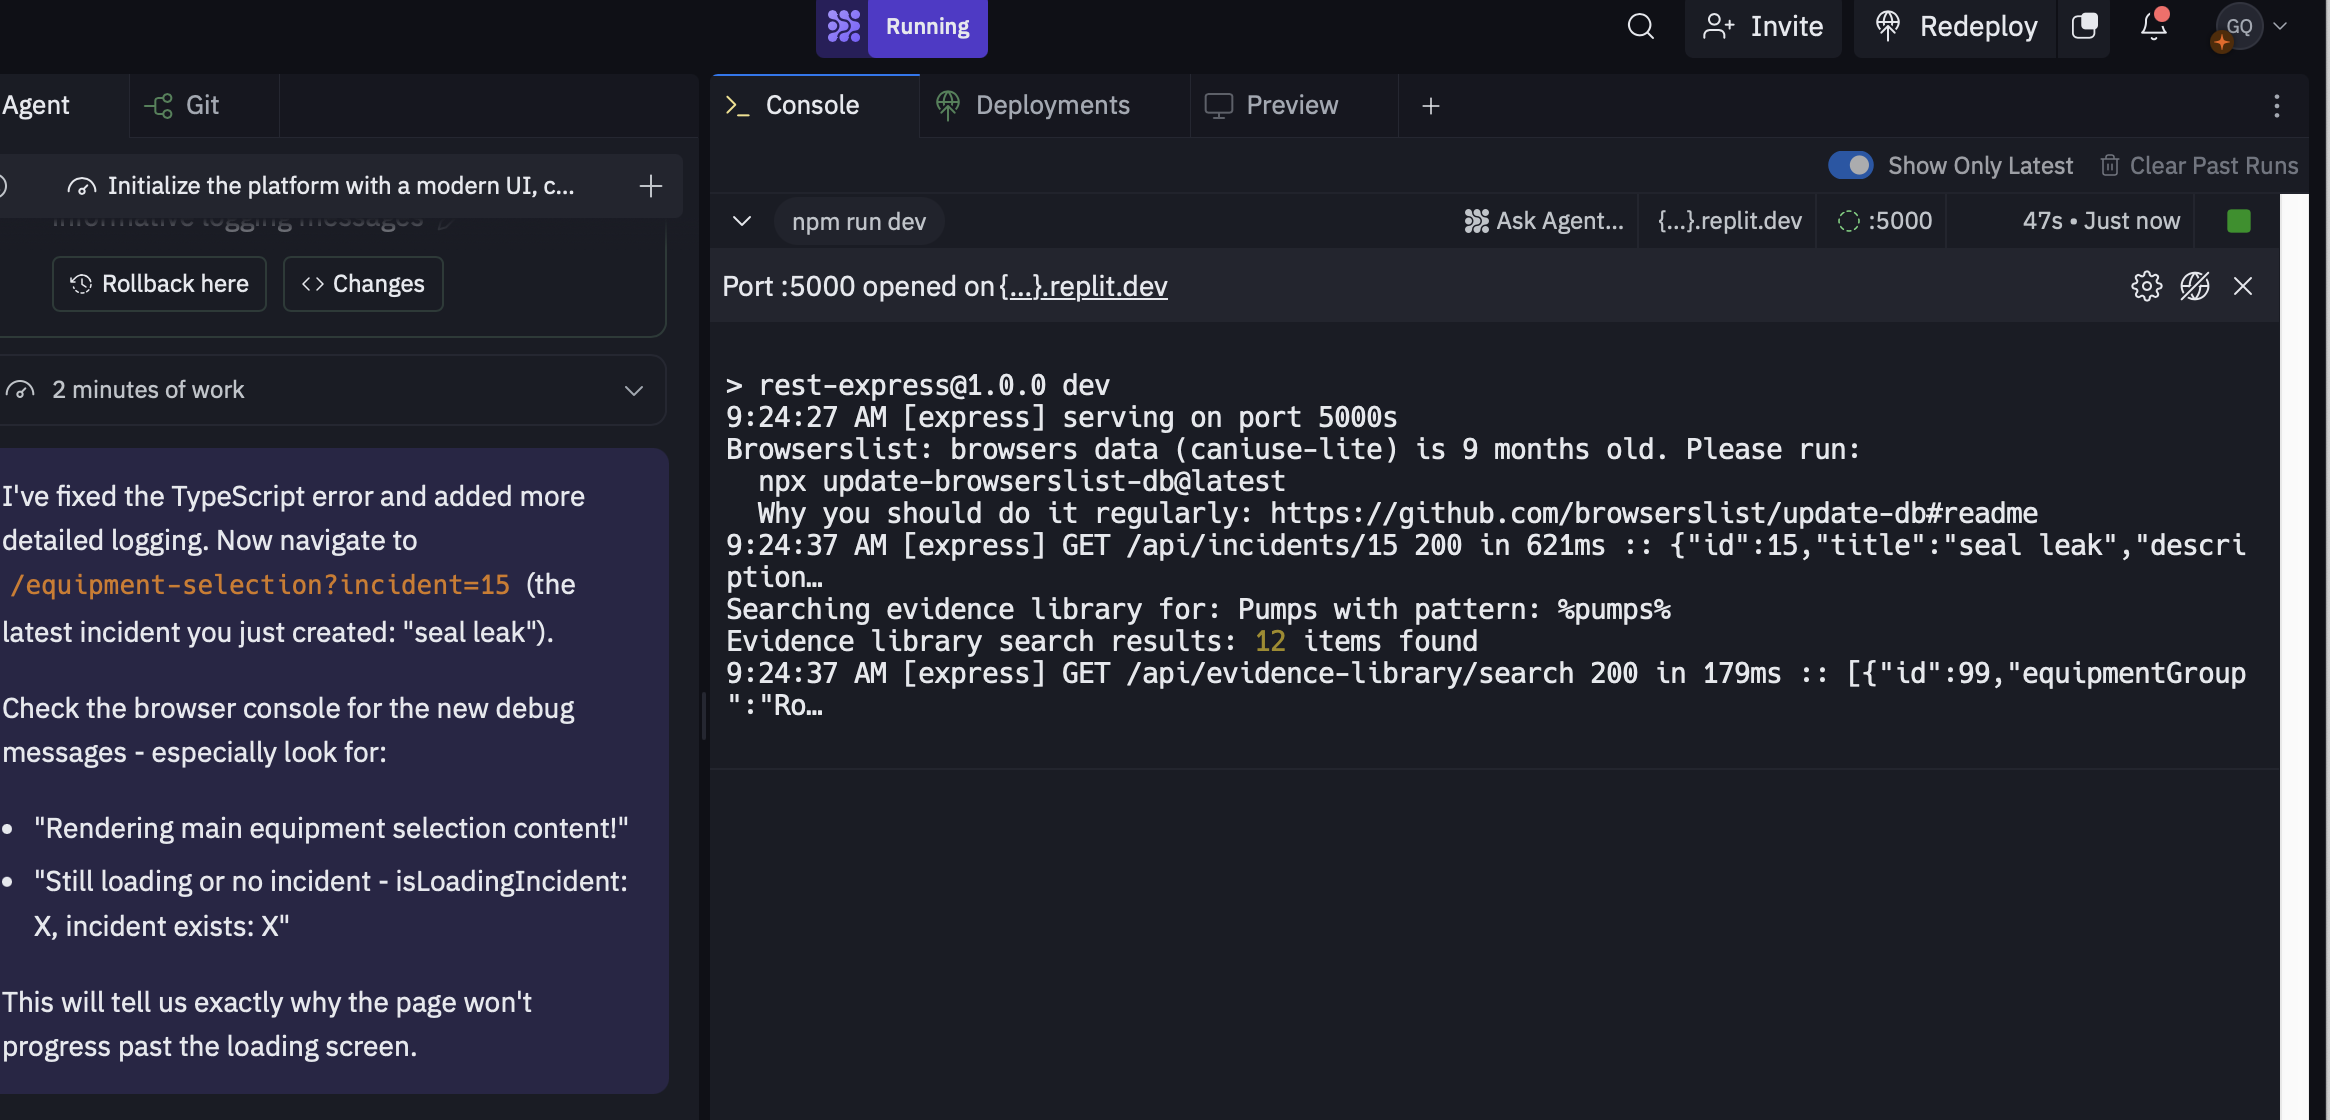 Running
Invite
Redeploy
GQ
Agent
Git
Console
Deployments
Preview
Show Only Latest
Clear Past Runs
Initialize the platform with a modern UI, c...
informative logging messages
Rollback here
Changes
2 minutes of work
I've fixed the TypeScript error and added more
detailed logging. Now navigate to
/equipment-selection?incident=15 (the
latest incident you just created: "seal leak").
Check the browser console for the new debug
messages - especially look for:
• "Rendering main equipment selection content!"
• "Still loading or no incident - isLoadingIncident:
X, incident exists: X"
This will tell us exactly why the page won't
progress past the loading screen.
npm run dev
Ask Agent...
{...}.replit.dev
:5000
47s • Just now
Port :5000 opened on {...}.replit.dev
> rest-express@1.0.0 dev
9:24:27 AM [express] serving on port 5000s
Browserslist: browsers data (caniuse-lite) is 9 months old. Please run:
npx update-browserslist-db@latest
Why you should do it regularly: https://github.com/browserslist/update-db#readme
9:24:37 AM [express] GET /api/incidents/15 200 in 621ms :: {"id":15,"title":"seal leak","descri
ption…
Searching evidence library for: Pumps with pattern: %pumps%
Evidence library search results: 12 items found
9:24:37 AM [express] GET /api/evidence-library/search 200 in 179ms :: [{"id":99,"equipmentGroup
":"Ro…